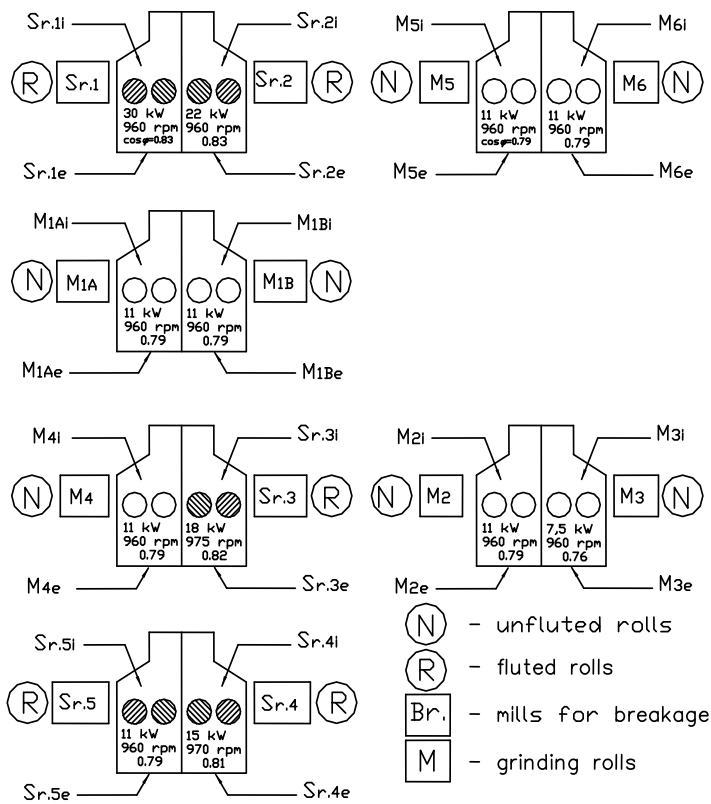 Sr.1i
Sr.2i
R
Sr.1
Sr.2
R
30 kW
960 rpm
cosφ=0.83
22 kW
960 rpm
0.83
Sr.1e
Sr.2e
M5i
M6i
N
M5
M6
N
11 kW
960 rpm
cosφ=0.79
11 kW
960 rpm
0.79
M5e
M6e
M1Ai
M1Bi
N
M1A
M1B
N
11 kW
960 rpm
0.79
11 kW
960 rpm
0.79
M1Ae
M1Be
M4i
Sr.3i
N
M4
Sr.3
R
11 kW
960 rpm
0.79
18 kW
975 rpm
0.82
M4e
Sr.3e
M2i
M3i
N
M2
M3
N
11 kW
960 rpm
0.79
7,5 kW
960 rpm
0.76
M2e
M3e
Sr.5i
Sr.4i
R
Sr.5
Sr.4
R
11 kW
960 rpm
0.79
15 kW
970 rpm
0.81
Sr.5e
Sr.4e
N - unfluted rolls
R - fluted rolls
Br. - mills for breakage
M - grinding rolls